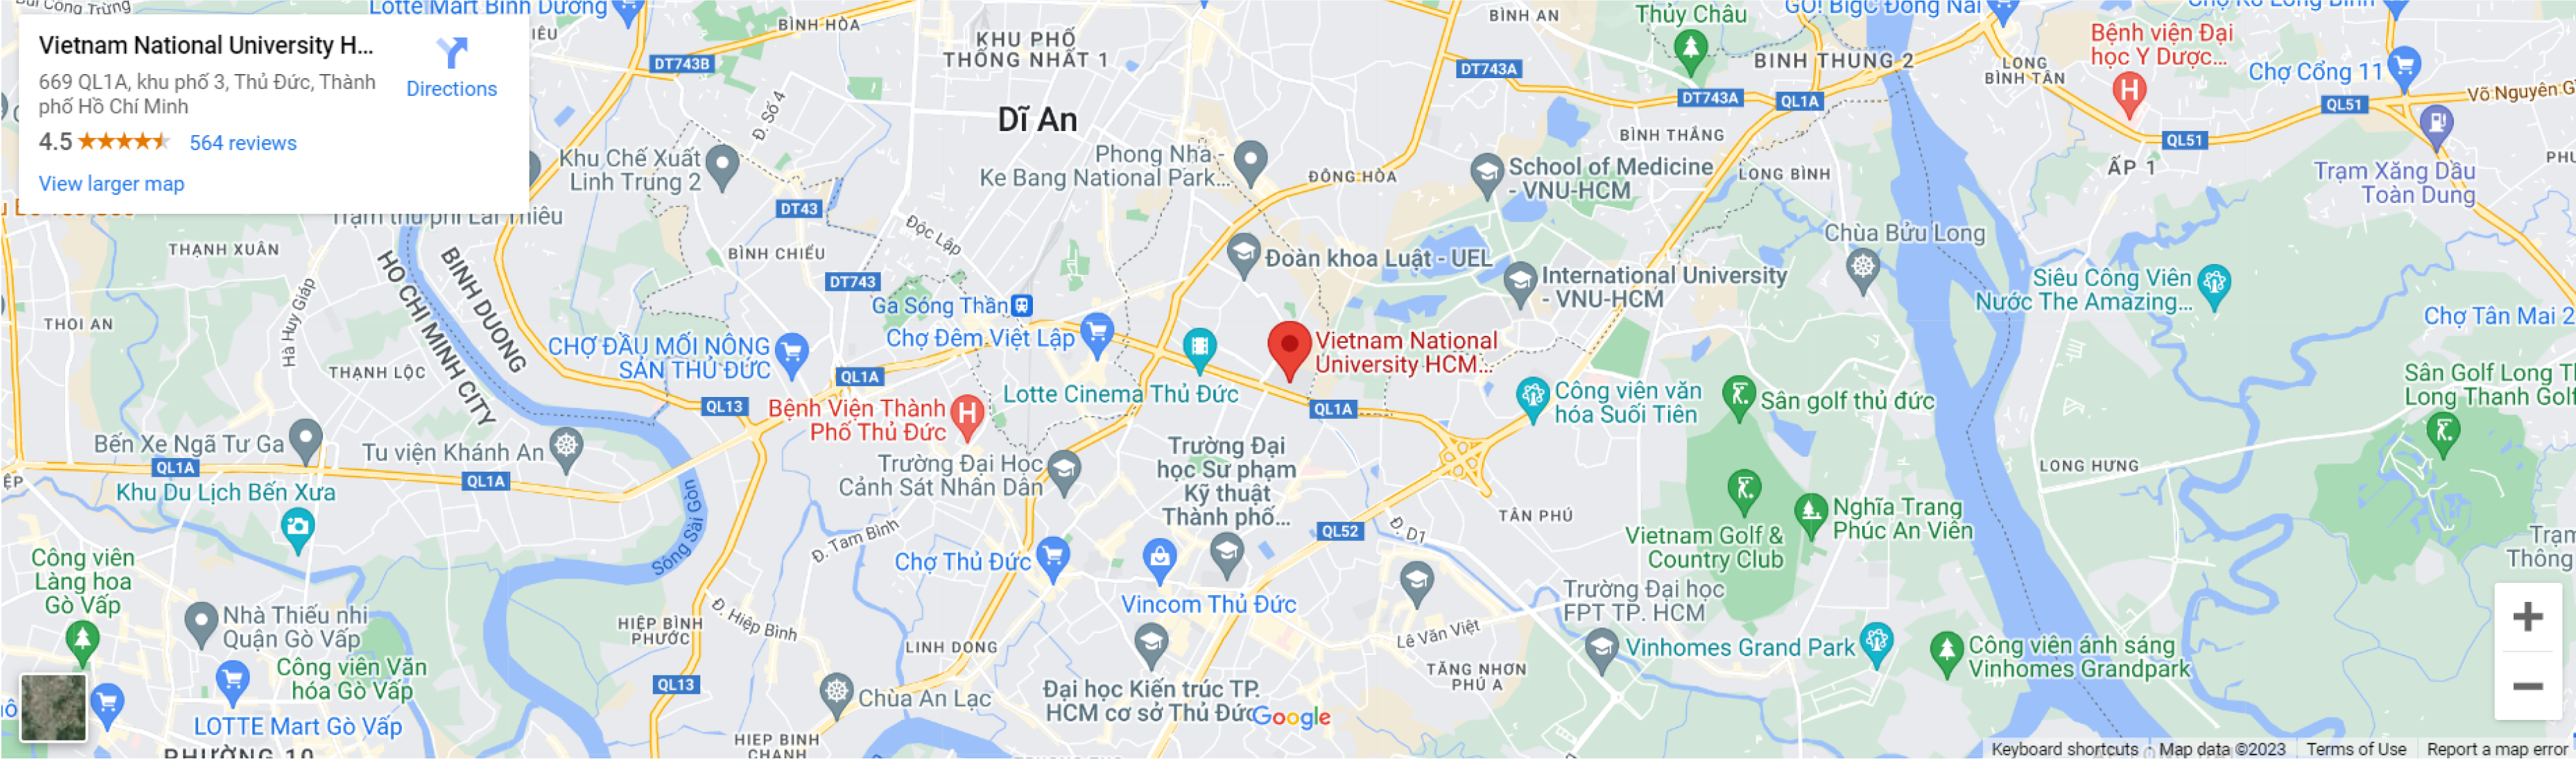 Bùi Công Trừng
Lotte Mart Bình Dương
BÌNH HÒA
IÊU
KHU PHỐ
THỐNG NHẤT 1
BÌNH AN
Thủy Châu
GO! BigC Đồng Nai
Bệnh viện Đại
học Y Dược...
Vietnam National University H...
669 QL1A, khu phố 3, Thủ Đức, Thành
phố Hồ Chí Minh
4.5
564 reviews
View larger map
Directions
DT743B
Đ. Số 4
Dĩ An
DT743A
DT743A
QL1A
BINH THUNG 2
LONG
BÌNH TÂN
Chợ Cổng 11
QL51
Võ Nguyên G
QL51
BÌNH THẮNG
Khu Chế Xuất
Linh Trung 2
Phong Nha -
Ke Bang National Park...
ĐÔNG HÒA
School of Medicine
- VNU-HCM
LONG BÌNH
ẤP 1
PHƯ
Trạm Xăng Dầu
Toàn Dung
Trạm thu phí Lái Thiêu
DT43
Độc Lập
THẠNH XUÂN
HO CHI MINH CITY
BINH DUONG
BÌNH CHIỂU
DT743
Đoàn khoa Luật - UEL
International University
- VNU-HCM
Chùa Bửu Long
Siêu Công Viên
Nước The Amazing...
Chợ Tân Mai 2
THOI AN
Hà Huy Giáp
Ga Sóng Thần
Chợ Đêm Việt Lập
CHỢ ĐẦU MỐI NÔNG
SẢN THỦ ĐỨC
Vietnam National
University HCM...
THẠNH LỘC
QL1A
QL13
Lotte Cinema Thủ Đức
QL1A
Công viên văn
hóa Suối Tiên
Sân golf thủ đức
Sân Golf Long Th
Long Thanh Golf
Bệnh Viện Thành
Phố Thủ Đức
Bến Xe Ngã Tư Ga
QL1A
Tu viện Khánh An
QL1A
ỆP
Khu Du Lịch Bến Xưa
Trường Đại Học
Cảnh Sát Nhân Dân
Trường Đại
học Sư phạm
Kỹ thuật
Thành phố...
LONG HƯNG
Sông Sài Gòn
Đ. Tam Bình
QL52
Đ. D1
TÂN PHÚ
Vietnam Golf &
Country Club
Nghĩa Trang
Phúc An Viên
Trạm
Thông
Công viên
Làng hoa
Gò Vấp
Chợ Thủ Đức
Vincom Thủ Đức
Trường Đại học
FPT TP. HCM
Nhà Thiếu nhi
Quận Gò Vấp
HIỆP BÌNH
PHƯỚC
Đ. Hiệp Bình
LINH DONG
Lê Văn Việt
TĂNG NHƠN
PHÚ A
Vinhomes Grand Park
Công viên ánh sáng
Vinhomes Grandpark
Công viên Văn
hóa Gò Vấp
QL13
Chùa An Lạc
Đại học Kiến trúc TP.
HCM cơ sở Thủ Đức
Google
LOTTE Mart Gò Vấp
PHƯỜNG 10
HIEP BINH
CHANH
Keyboard shortcuts
Map data ©2023
Terms of Use
Report a map error